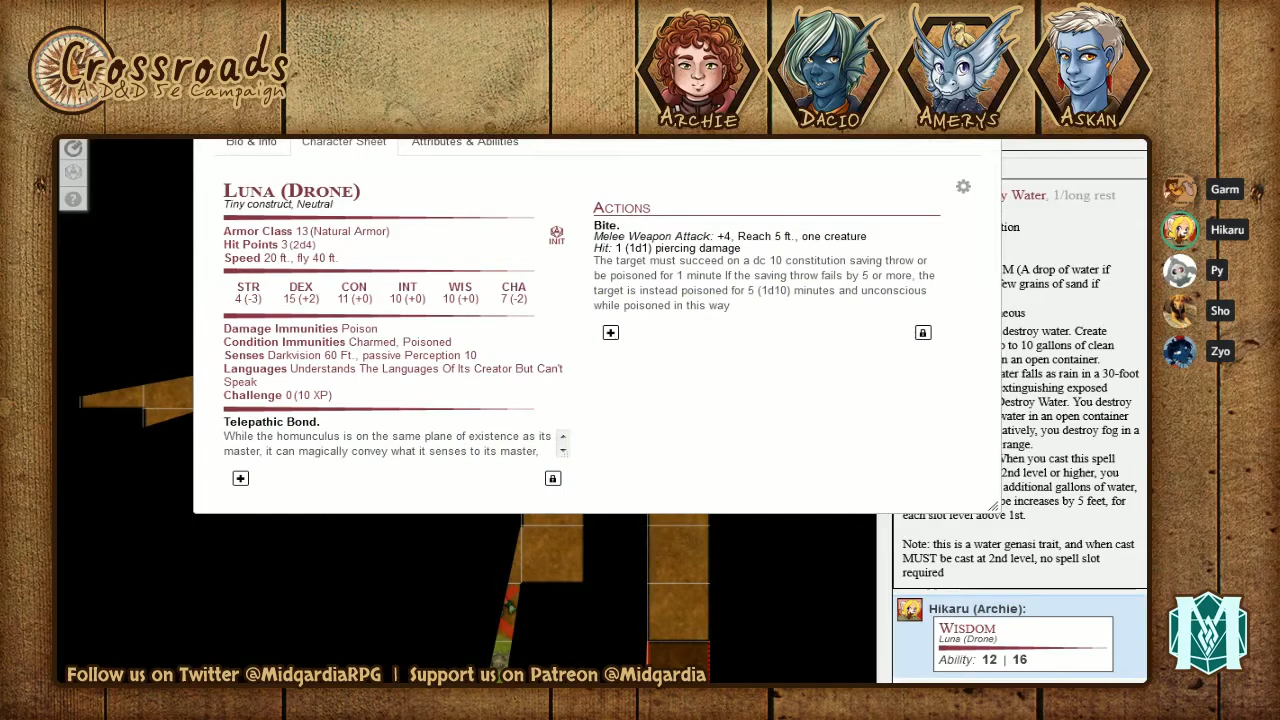 Crossroads
A D&D 5e Campaign
Archie
Dacio
Amerys
Askan
Bio & Info
Character Sheet
Attributes & Abilities
Luna (Drone)
Tiny construct, Neutral
Armor Class 13 (Natural Armor)
Hit Points 3 (2d4)
Speed 20 ft., fly 40 ft.
INIT
STR DEX CON INT WIS CHA
4 (-3) 15 (+2) 11 (+0) 10 (+0) 10 (+0) 7 (-2)
Damage Immunities Poison
Condition Immunities Charmed, Poisoned
Senses Darkvision 60 Ft., passive Perception 10
Languages Understands The Languages Of Its Creator But Can't
Speak
Challenge 0 (10 XP)
Telepathic Bond.
While the homunculus is on the same plane of existence as its
master, it can magically convey what it senses to its master,
Actions
Bite.
Melee Weapon Attack: +4, Reach 5 ft., one creature
Hit: 1 (1d1) piercing damage
The target must succeed on a dc 10 constitution saving throw or
be poisoned for 1 minute If the saving throw fails by 5 or more, the
target is instead poisoned for 5 (1d10) minutes and unconscious
while poisoned in this way
y Water, 1/long rest
tion
M (A drop of water if
few grains of sand if
eous
destroy water. Create
to 10 gallons of clean
n an open container.
ater falls as rain in a 30-foot
xtinguishing exposed
Destroy Water. You destroy
water in an open container
atively, you destroy fog in a
range.
When you cast this spell
2nd level or higher, you
additional gallons of water,
be increases by 5 feet, for
each slot level above 1st.
Note: this is a water genasi trait, and when cast
MUST be cast at 2nd level, no spell slot
required
Hikaru (Archie):
Wisdom
Luna (Drone)
Ability: 12 | 16
Garm
Hikaru
Py
Sho
Zyo
M
Follow us on Twitter @MidgardiaRPG | Support us on Patreon @Midgardia